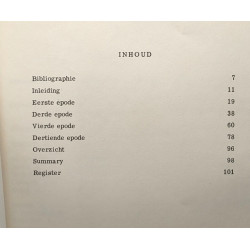 INHOUD
Bibliographie 7
Inleiding 11
Eerste epode 19
Derde epode 38
Vierde epode 60
Dertiende epode 78
Overzicht 96
Summary 98
Register 101